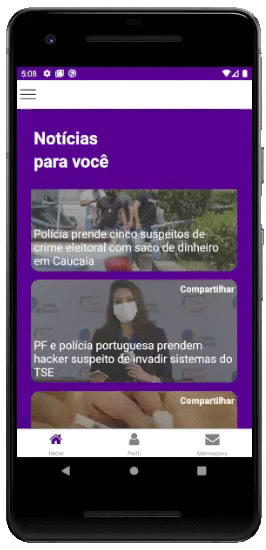 5:08
Notícias
para você
Polícia prende cinco suspeitos de
crime eleitoral com saco de dinheiro
em Caucaia
Compartilhar
PF e polícia portuguesa prendem
hacker suspeito de invadir sistemas do
TSE
Compartilhar
Início
Perfil
Mensagens